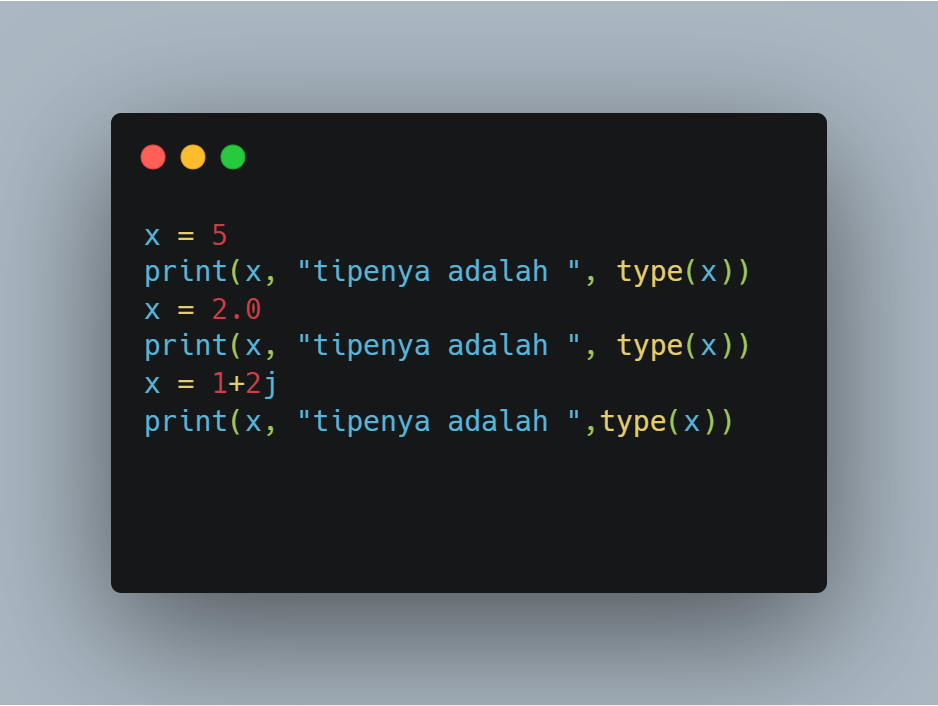 x = 5
print(x, "tipenya adalah ", type(x))
x = 2.0
print(x, "tipenya adalah ", type(x))
x = 1+2j
print(x, "tipenya adalah ",type(x))